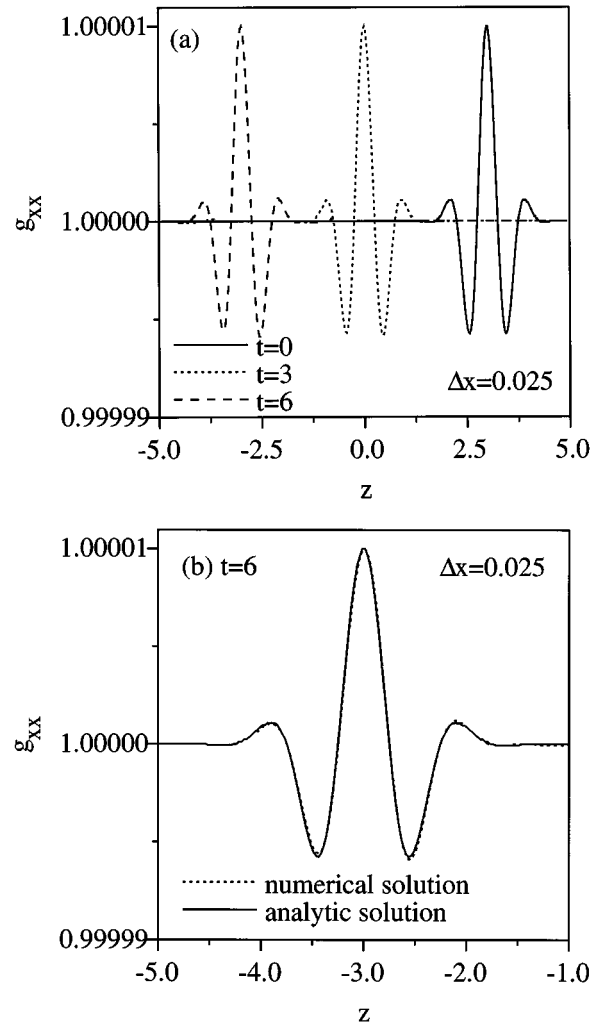 1.00001
(a)
g_xx
1.00000
t=0
t=3
t=6
Δx=0.025
0.99999
-5.0 -2.5 0.0 2.5 5.0
z
1.00001
(b) t=6 Δx=0.025
g_xx
1.00000
numerical solution
analytic solution
0.99999
-5.0 -4.0 -3.0 -2.0 -1.0
z